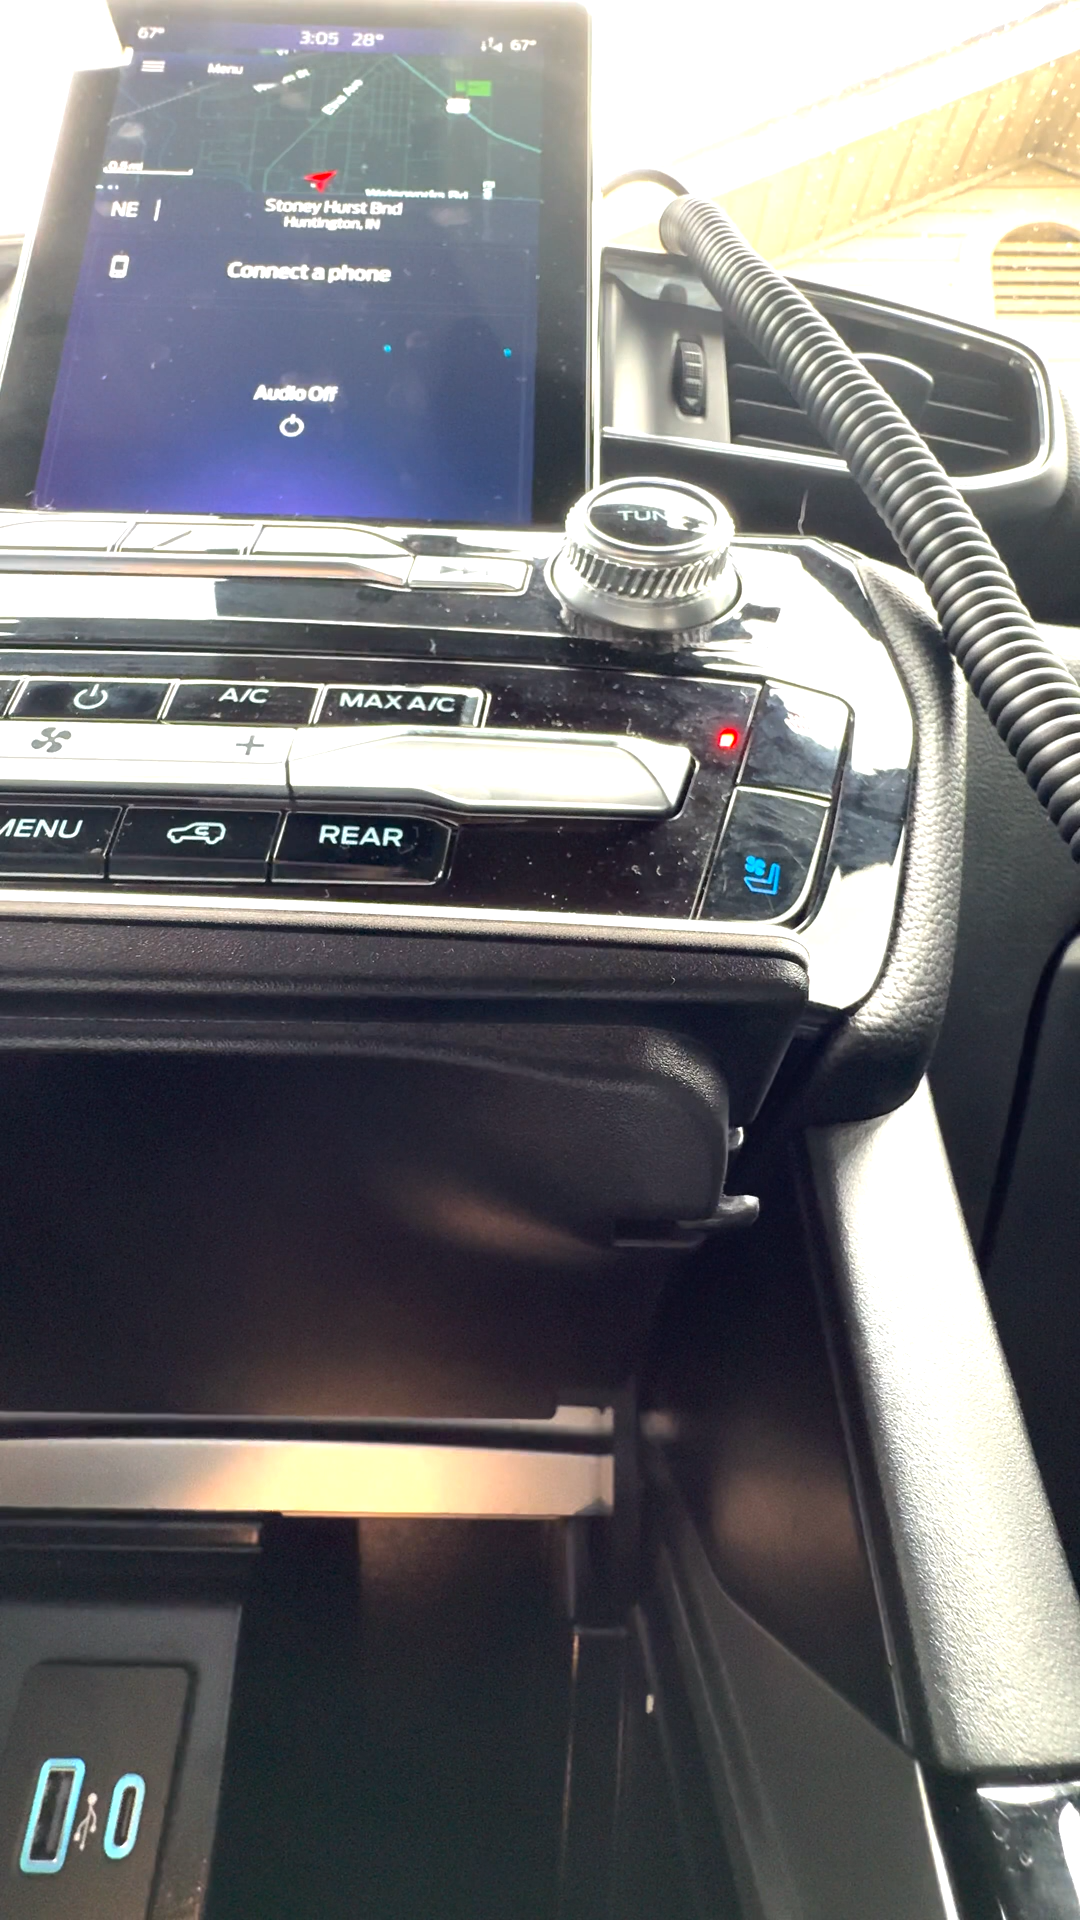 67° 3:05 28° 67°
Menu
NE
Stoney Hurst Bnd
Huntington, IN
Connect a phone
Audio Off
TUN
A/C MAX A/C
+
MENU REAR